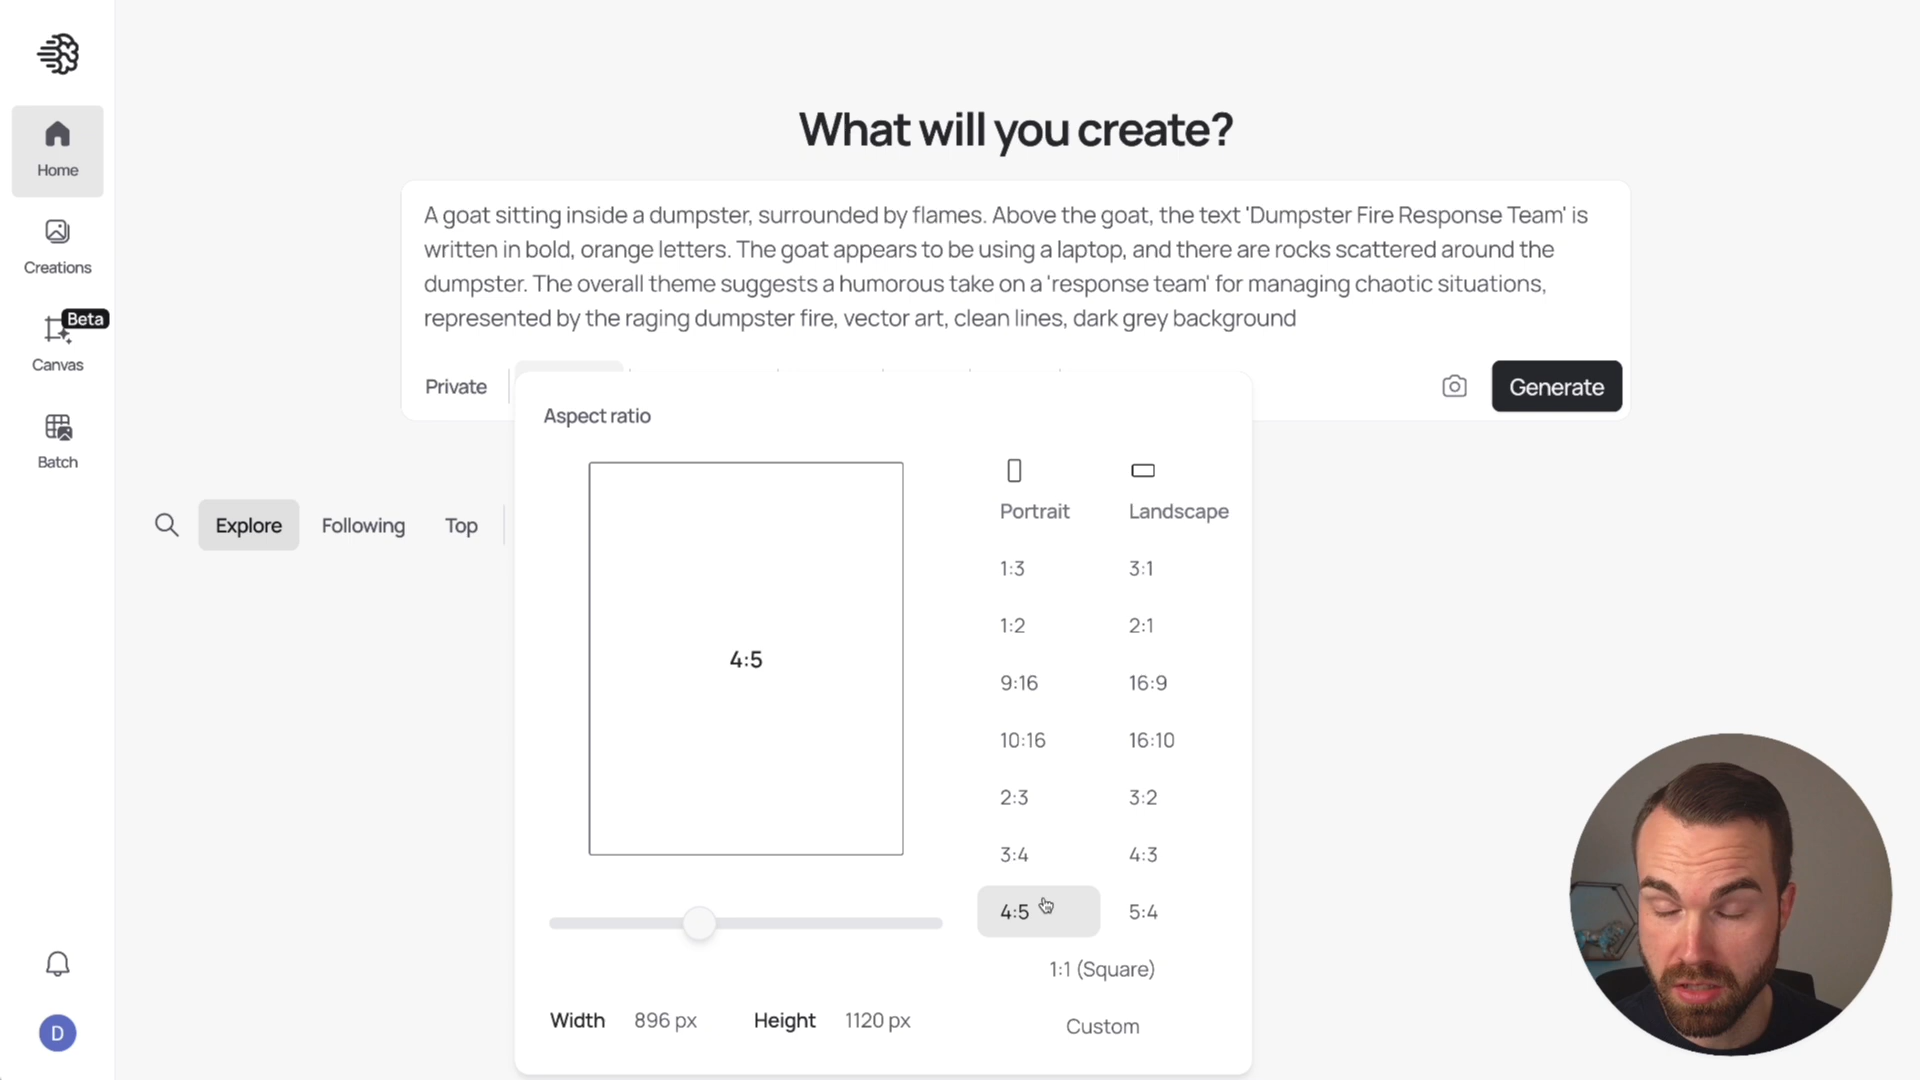 What will you create?
Home
Creations
Beta
Canvas
Batch
A goat sitting inside a dumpster, surrounded by flames. Above the goat, the text 'Dumpster Fire Response Team' is
written in bold, orange letters. The goat appears to be using a laptop, and there are rocks scattered around the
dumpster. The overall theme suggests a humorous take on a 'response team' for managing chaotic situations,
represented by the raging dumpster fire, vector art, clean lines, dark grey background
Private
Generate
Explore
Following
Top
Aspect ratio
4:5
Portrait
Landscape
1:3
3:1
1:2
2:1
9:16
16:9
10:16
16:10
2:3
3:2
3:4
4:3
4:5
5:4
1:1 (Square)
Custom
Width 896 px
Height 1120 px
D